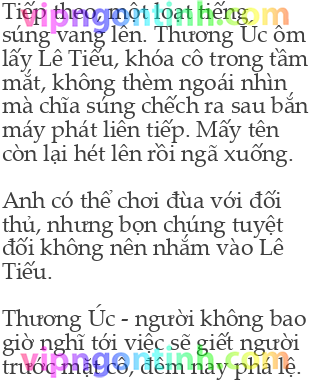 vipngontinh.com
Tiếp theo, một loạt tiếng
súng vang lên. Thương Úc ôm
lấy Lê Tiếu, khóa cô trong tầm
mắt, không thèm ngoái nhìn
mà chĩa súng chếch ra sau bắn
máy phát liên tiếp. Mấy tên
còn lại hét lên rồi ngã xuống.
Anh có thể chơi đùa với đối
thủ, nhưng bọn chúng tuyệt
đối không nên nhắm vào Lê
Tiếu.
Thương Úc - người không bao
giờ nghĩ tới việc sẽ giết người
trước mặt cô, đêm nay phá lệ.
vipngontinh.com